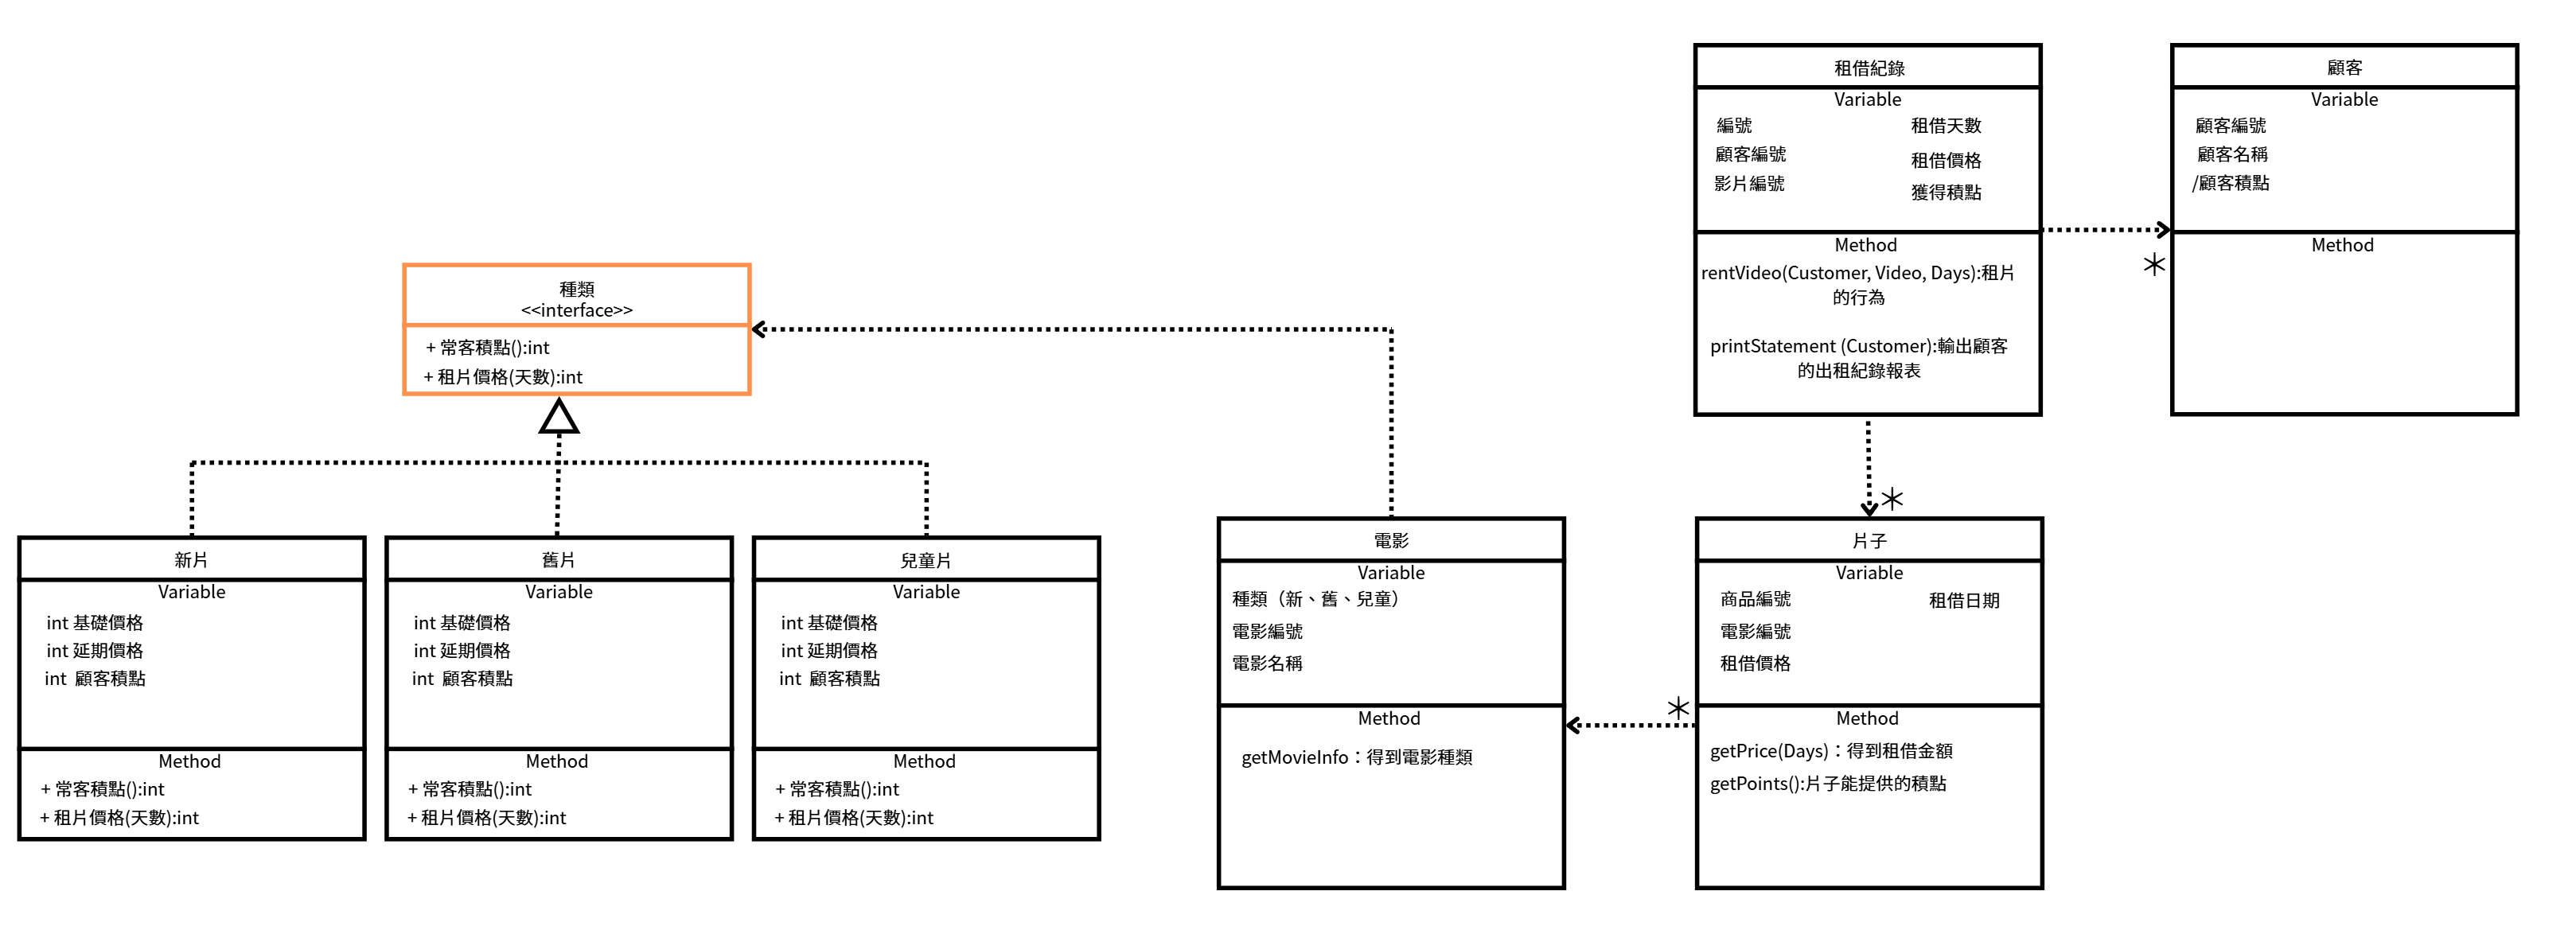 租借紀錄
Variable
編號
顧客編號
影片編號
租借天數
租借價格
獲得積點
Method
rentVideo(Customer, Video, Days):租片
的行為
printStatement (Customer):輸出顧客
的出租紀錄報表
顧客
Variable
顧客編號
顧客名稱
/顧客積點
Method
*
種類
<<interface>>
+ 常客積點():int
+ 租片價格(天數):int
*
新片
Variable
int 基礎價格
int 延期價格
int 顧客積點
Method
+ 常客積點():int
+ 租片價格(天數):int
舊片
Variable
int 基礎價格
int 延期價格
int 顧客積點
Method
+ 常客積點():int
+ 租片價格(天數):int
兒童片
Variable
int 基礎價格
int 延期價格
int 顧客積點
Method
+ 常客積點():int
+ 租片價格(天數):int
電影
Variable
種類（新、舊、兒童）
電影編號
電影名稱
Method
getMovieInfo：得到電影種類
*
片子
Variable
商品編號
電影編號
租借價格
租借日期
Method
getPrice(Days)：得到租借金額
getPoints():片子能提供的積點